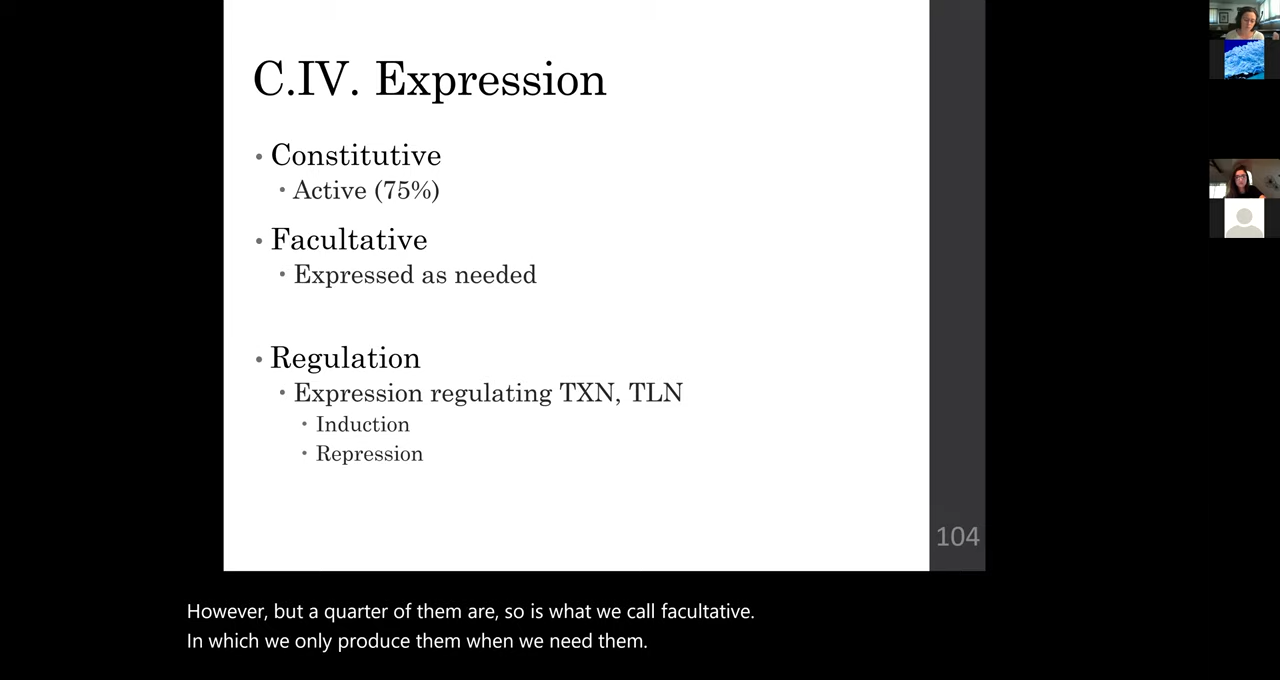 C.IV. Expression
• Constitutive
• Active (75%)
• Facultative
• Expressed as needed
• Regulation
• Expression regulating TXN, TLN
• Induction
• Repression
104
However, but a quarter of them are, so is what we call facultative.
In which we only produce them when we need them.